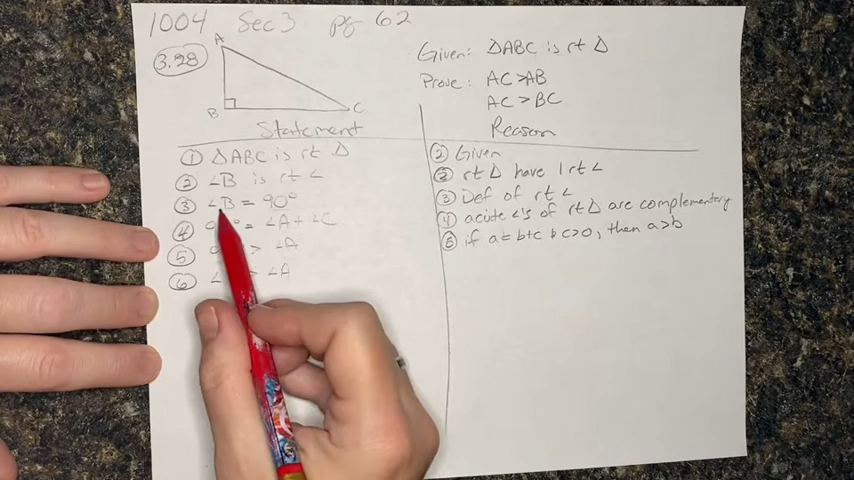 1004 Sec 3 pg 62
3.28
A
B
C
Given: △ABC is rt △
Prove: AC > AB
AC > BC
Statement
Reason
① △ABC is rt △
② Given
② ∠B is rt ∠
② rt △ have 1 rt ∠
③ ∠B = 90°
③ Def of rt ∠
④ = ∠A + ∠C
④ acute ∠'s of rt △ are complementary
⑤ > ∠A
⑤ if a = b+c & c>0, then a>b
⑥ ∠ > ∠A